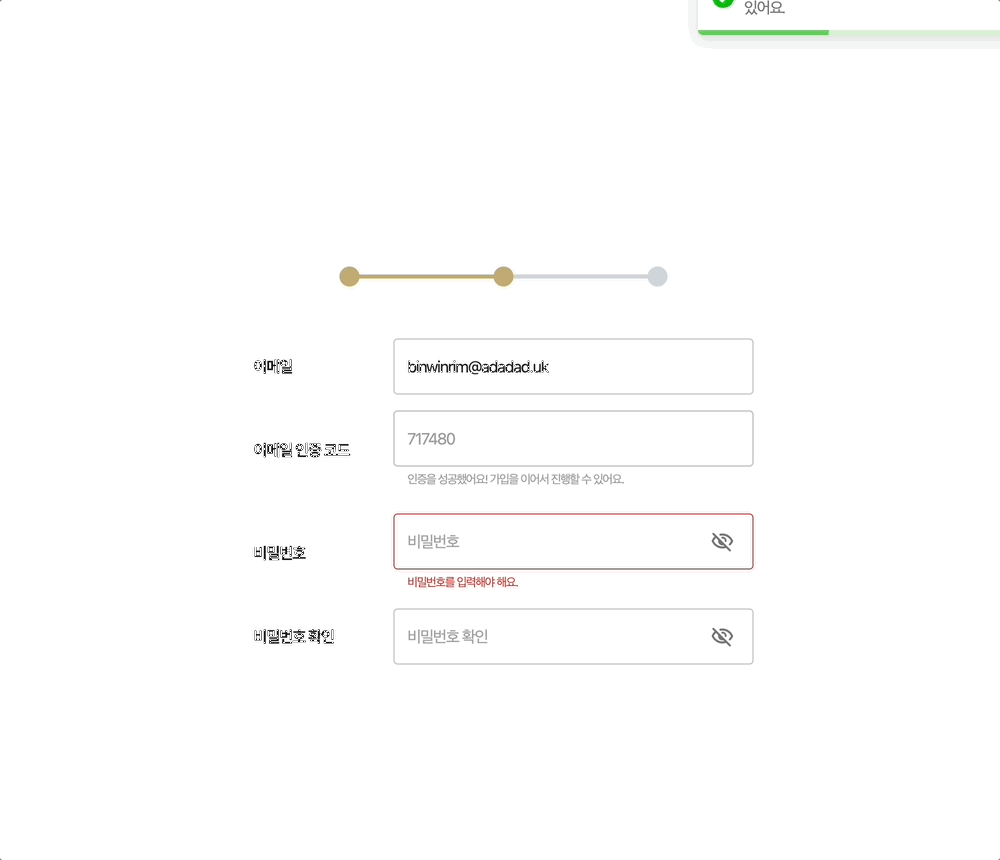 있어요.
이메일
binwinrim@adadad.uk
이메일 인증 코드
717480
인증을 성공했어요! 가입을 이어서 진행할 수 있어요.
비밀번호
비밀번호
비밀번호를 입력해야 해요.
비밀번호 확인
비밀번호 확인